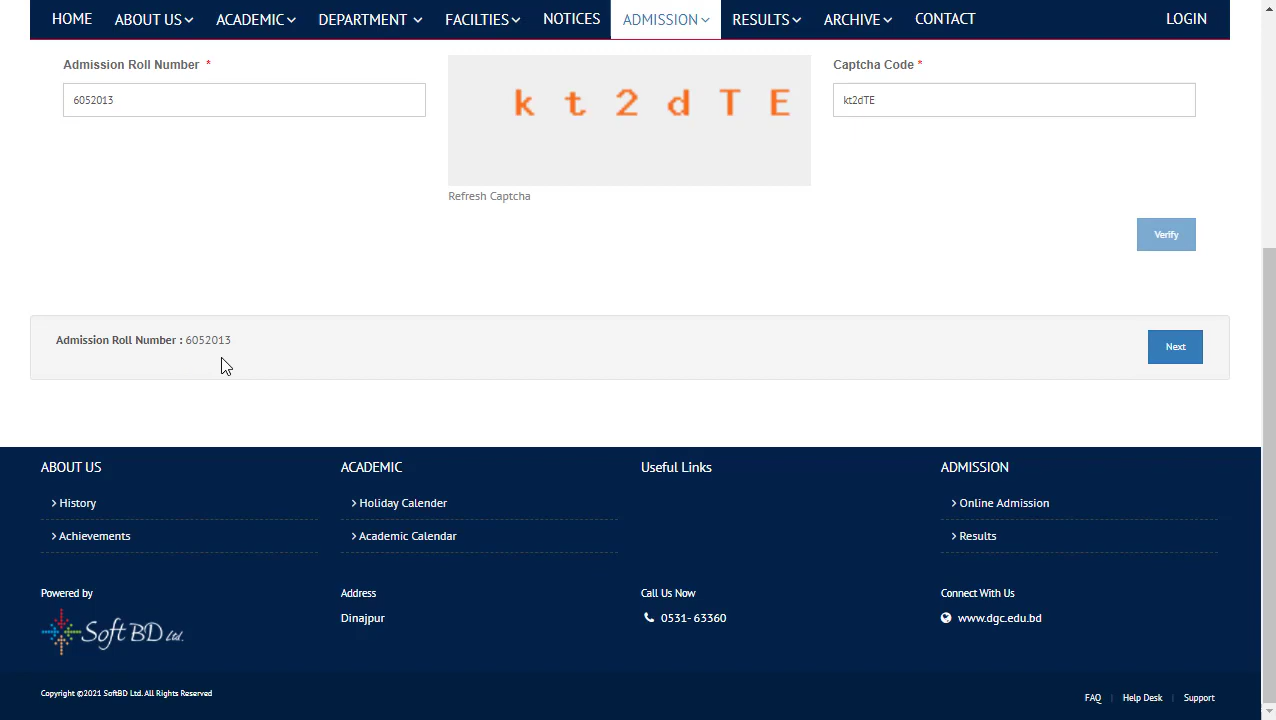 HOME ABOUT US ACADEMIC DEPARTMENT FACILTIES NOTICES ADMISSION RESULTS ARCHIVE CONTACT LOGIN
Admission Roll Number * Captcha Code *
6052013 kt2dTE kt2dTE
Refresh Captcha
Verify
Admission Roll Number : 6052013 Next
ABOUT US ACADEMIC Useful Links ADMISSION
History Holiday Calender Online Admission
Achievements Academic Calendar Results
Powered by Address Call Us Now Connect With Us
SoftBD Ltd. Dinajpur 0531- 63360 www.dgc.edu.bd
Copyright ©2021 SoftBD Ltd. All Rights Reserved FAQ | Help Desk | Support